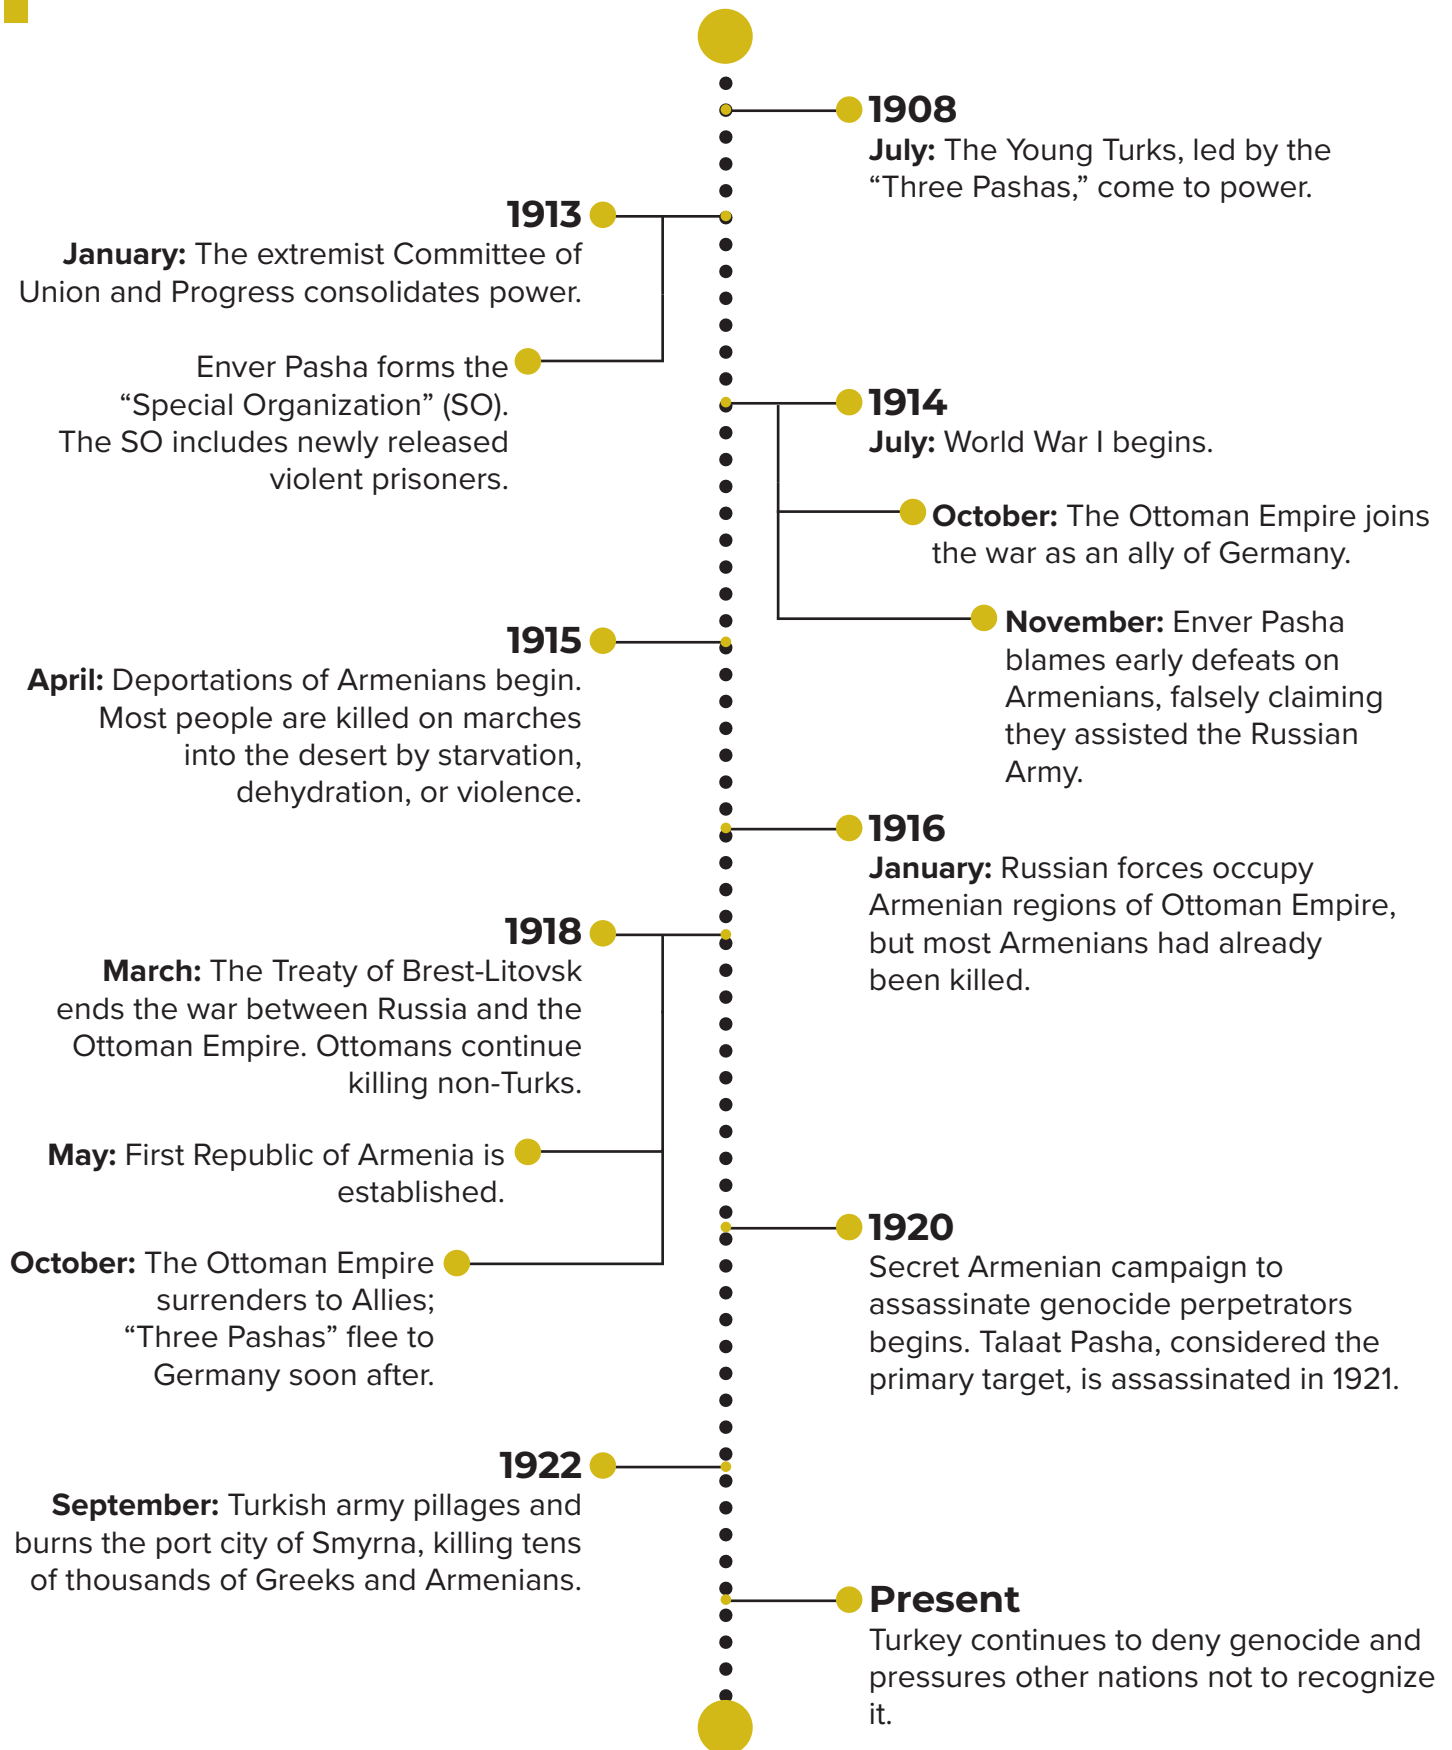 1908
July: The Young Turks, led by the
“Three Pashas,” come to power.
1913
January: The extremist Committee of
Union and Progress consolidates power.
Enver Pasha forms the
“Special Organization” (SO).
The SO includes newly released
violent prisoners.
1914
July: World War I begins.
October: The Ottoman Empire joins
the war as an ally of Germany.
November: Enver Pasha
blames early defeats on
Armenians, falsely claiming
they assisted the Russian
Army.
1915
April: Deportations of Armenians begin.
Most people are killed on marches
into the desert by starvation,
dehydration, or violence.
1916
January: Russian forces occupy
Armenian regions of Ottoman Empire,
but most Armenians had already
been killed.
1918
March: The Treaty of Brest-Litovsk
ends the war between Russia and the
Ottoman Empire. Ottomans continue
killing non-Turks.
May: First Republic of Armenia is
established.
October: The Ottoman Empire
surrenders to Allies;
“Three Pashas” flee to
Germany soon after.
1920
Secret Armenian campaign to
assassinate genocide perpetrators
begins. Talaat Pasha, considered the
primary target, is assassinated in 1921.
1922
September: Turkish army pillages and
burns the port city of Smyrna, killing tens
of thousands of Greeks and Armenians.
Present
Turkey continues to deny genocide and
pressures other nations not to recognize
it.